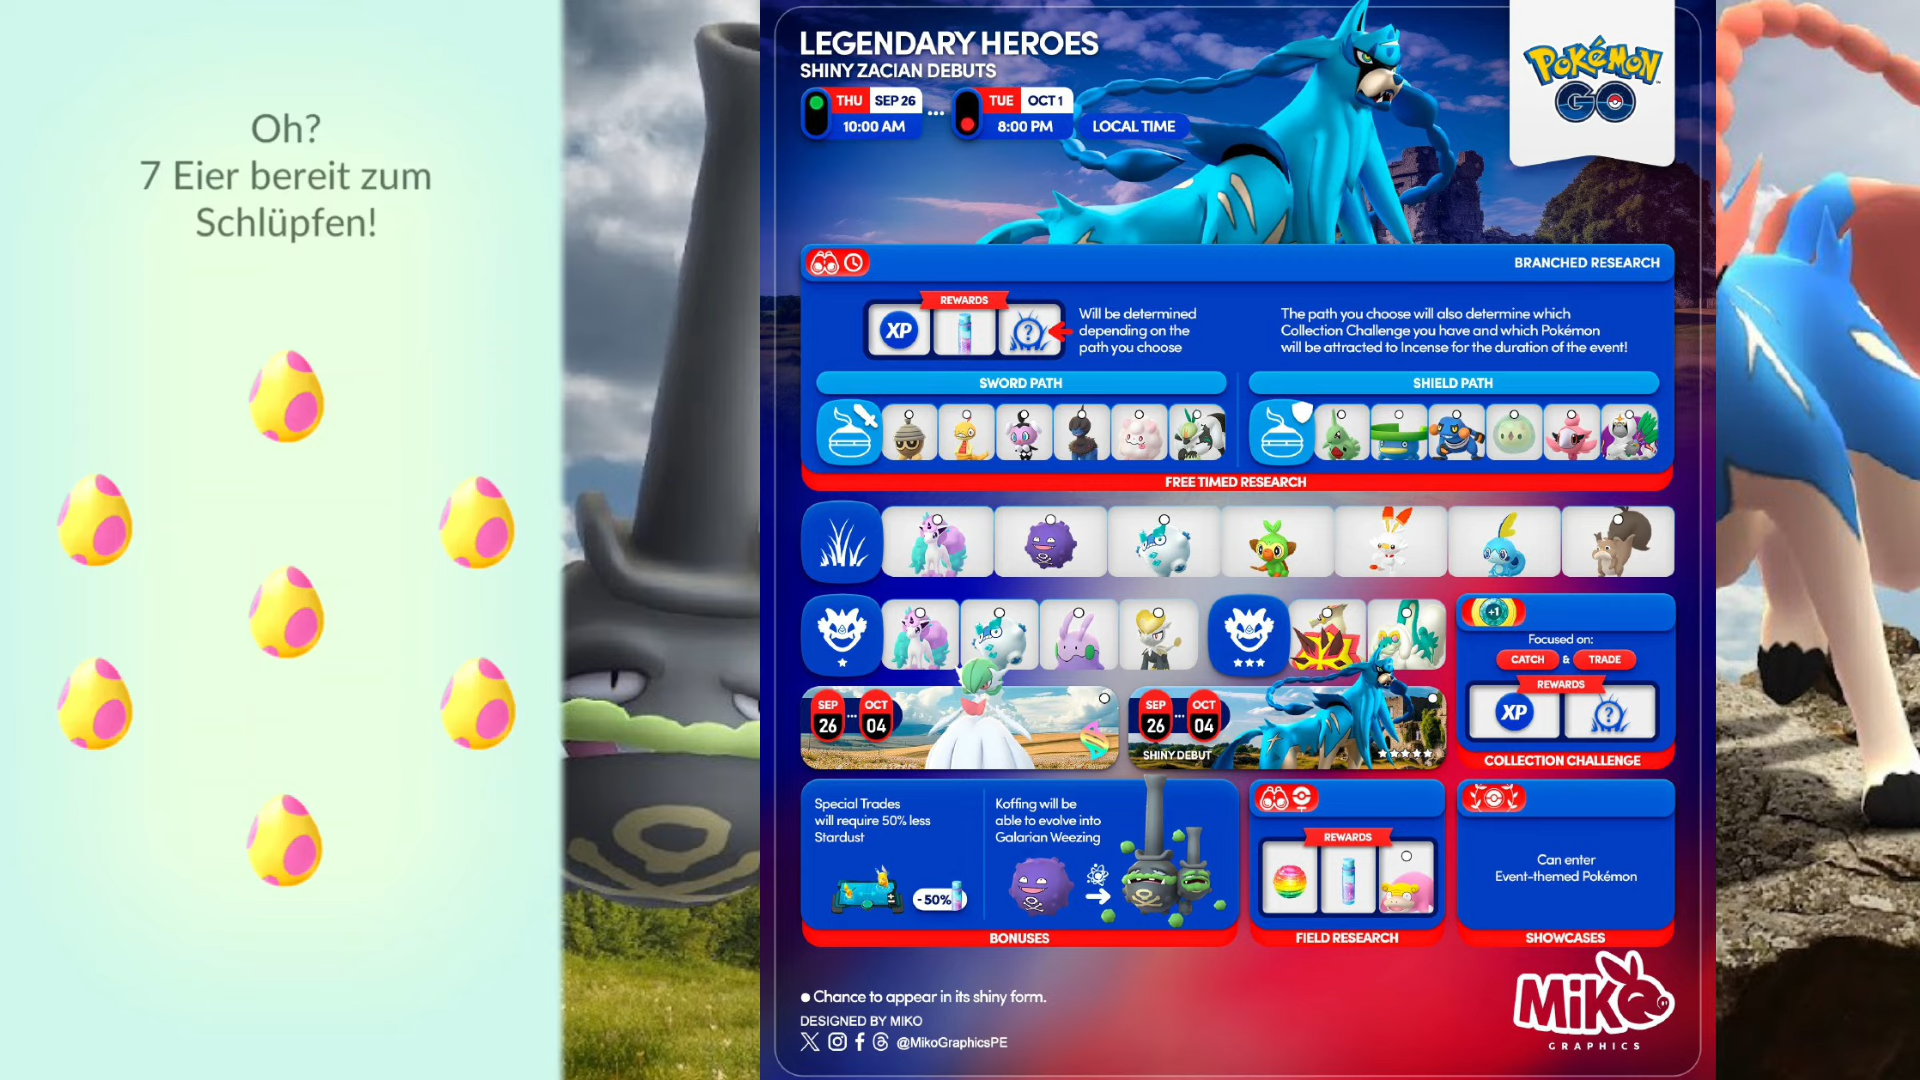 Oh?
7 Eier bereit zum
Schlüpfen!
LEGENDARY HEROES
SHINY ZACIAN DEBUTS
THU SEP 26
10:00 AM
...
TUE OCT 1
8:00 PM
LOCAL TIME
POKéMON
GO
BRANCHED RESEARCH
REWARDS
XP
?
Will be determined
depending on the
path you choose
The path you choose will also determine which
Collection Challenge you have and which Pokémon
will be attracted to Incense for the duration of the event!
SWORD PATH
SHIELD PATH
FREE TIMED RESEARCH
+1
Focused on:
CATCH & TRADE
REWARDS
XP
?
COLLECTION CHALLENGE
SEP
26
...
OCT
04
SEP
26
...
OCT
04
SHINY DEBUT
Special Trades
will require 50% less
Stardust
-50%
Koffing will be
able to evolve into
Galarian Weezing
BONUSES
REWARDS
FIELD RESEARCH
Can enter
Event-themed Pokémon
SHOWCASES
Chance to appear in its shiny form.
DESIGNED BY MIKO
@MikoGraphicsPE
MiKo
GRAPHICS